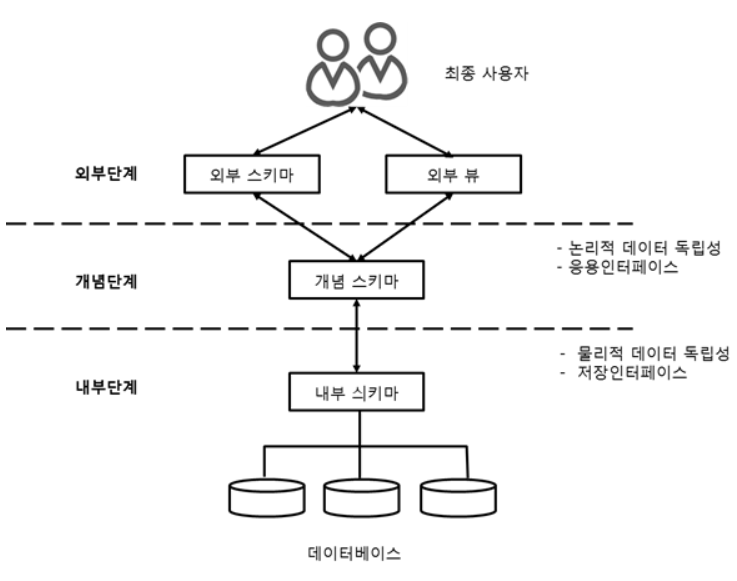 최종 사용자
외부단계
외부 스키마
외부 뷰
- 논리적 데이터 독립성
- 응용인터페이스
개념단계
개념 스키마
- 물리적 데이터 독립성
- 저장인터페이스
내부단계
내부 싀키마
데이터베이스